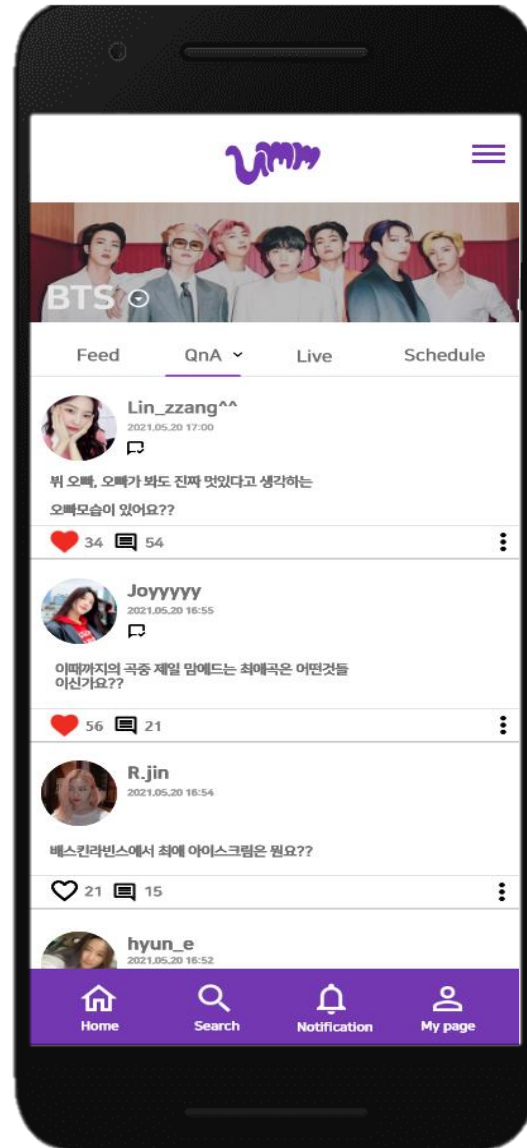 umm
BTS
Feed QnA Live Schedule
Lin_zzang^^
2021.05.20 17:00
뷔 오빠, 오빠가 봐도 진짜 멋있다고 생각하는
오빠모습이 있어요??
34 54
Joyyyyy
2021.05.20 16:55
이때까지의 곡중 제일 맘에드는 최애곡은 어떤것들
이신가요??
56 21
R.jin
2021.05.20 16:54
배스킨라빈스에서 최애 아이스크림은 뭔요??
21 15
hyun_e
2021.05.20 16:52
Home Search Notification My page